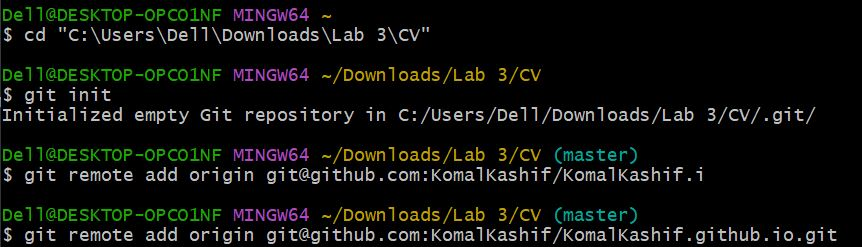 Dell@DESKTOP-OPCO1NF MINGW64 ~
$ cd "C:\Users\Dell\Downloads\Lab 3\CV"
Dell@DESKTOP-OPCO1NF MINGW64 ~/Downloads/Lab 3/CV
$ git init
Initialized empty Git repository in C:/Users/Dell/Downloads/Lab 3/CV/.git/
Dell@DESKTOP-OPCO1NF MINGW64 ~/Downloads/Lab 3/CV (master)
$ git remote add origin git@github.com:KomalKashif/KomalKashif.i
Dell@DESKTOP-OPCO1NF MINGW64 ~/Downloads/Lab 3/CV (master)
$ git remote add origin git@github.com:KomalKashif/KomalKashif.github.io.git